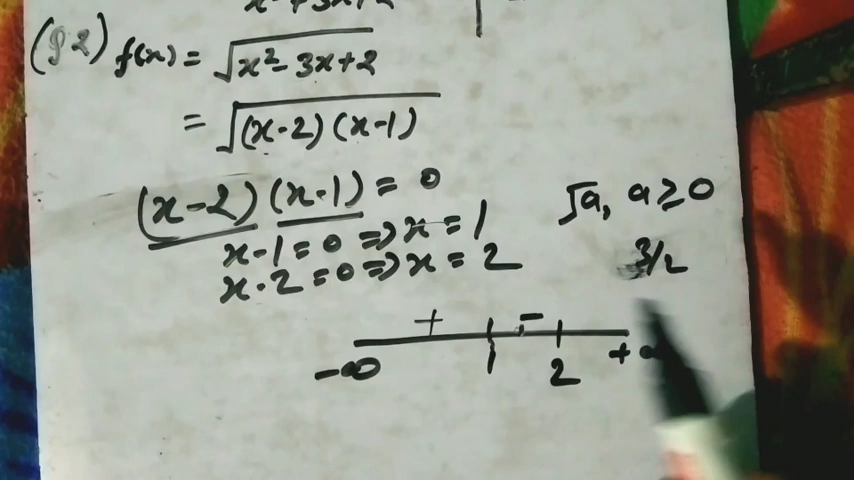 f(x) = √(x² - 3x + 2)
= √((x-2)(x-1))
(x-2)(x-1) = 0
√a, a ≥ 0
x-1 = 0 => x = 1
x-2 = 0 => x = 2
3/2
+ -
-∞ 1 2 +∞